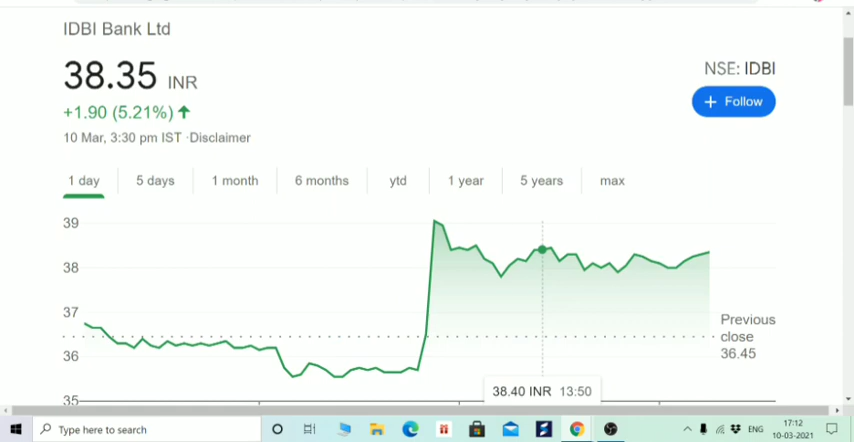 IDBI Bank Ltd
38.35 INR
+1.90 (5.21%)
10 Mar, 3:30 pm IST ·Disclaimer
NSE: IDBI
+ Follow
1 day 5 days 1 month 6 months ytd 1 year 5 years max
39
38
37
36
35
Previous
close
36.45
38.40 INR 13:50
Type here to search
ENG
17:12
10-03-2021